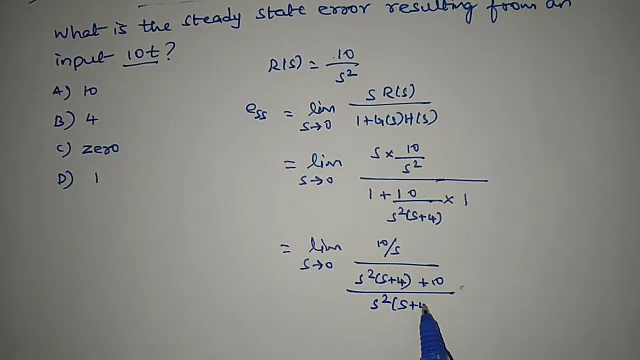 What is the steady state error resulting from an
input 10t?
A) 10
B) 4
C) zero
D) 1
R(s) = 10/s²
ess = lim s→0 sR(s)/(1+G(s)H(s))
= lim s→0 (s × 10/s²)/(1 + 10/(s²(s+4)) × 1)
= lim s→0 (10/s)/((s²(s+4) + 10)/(s²(s+4